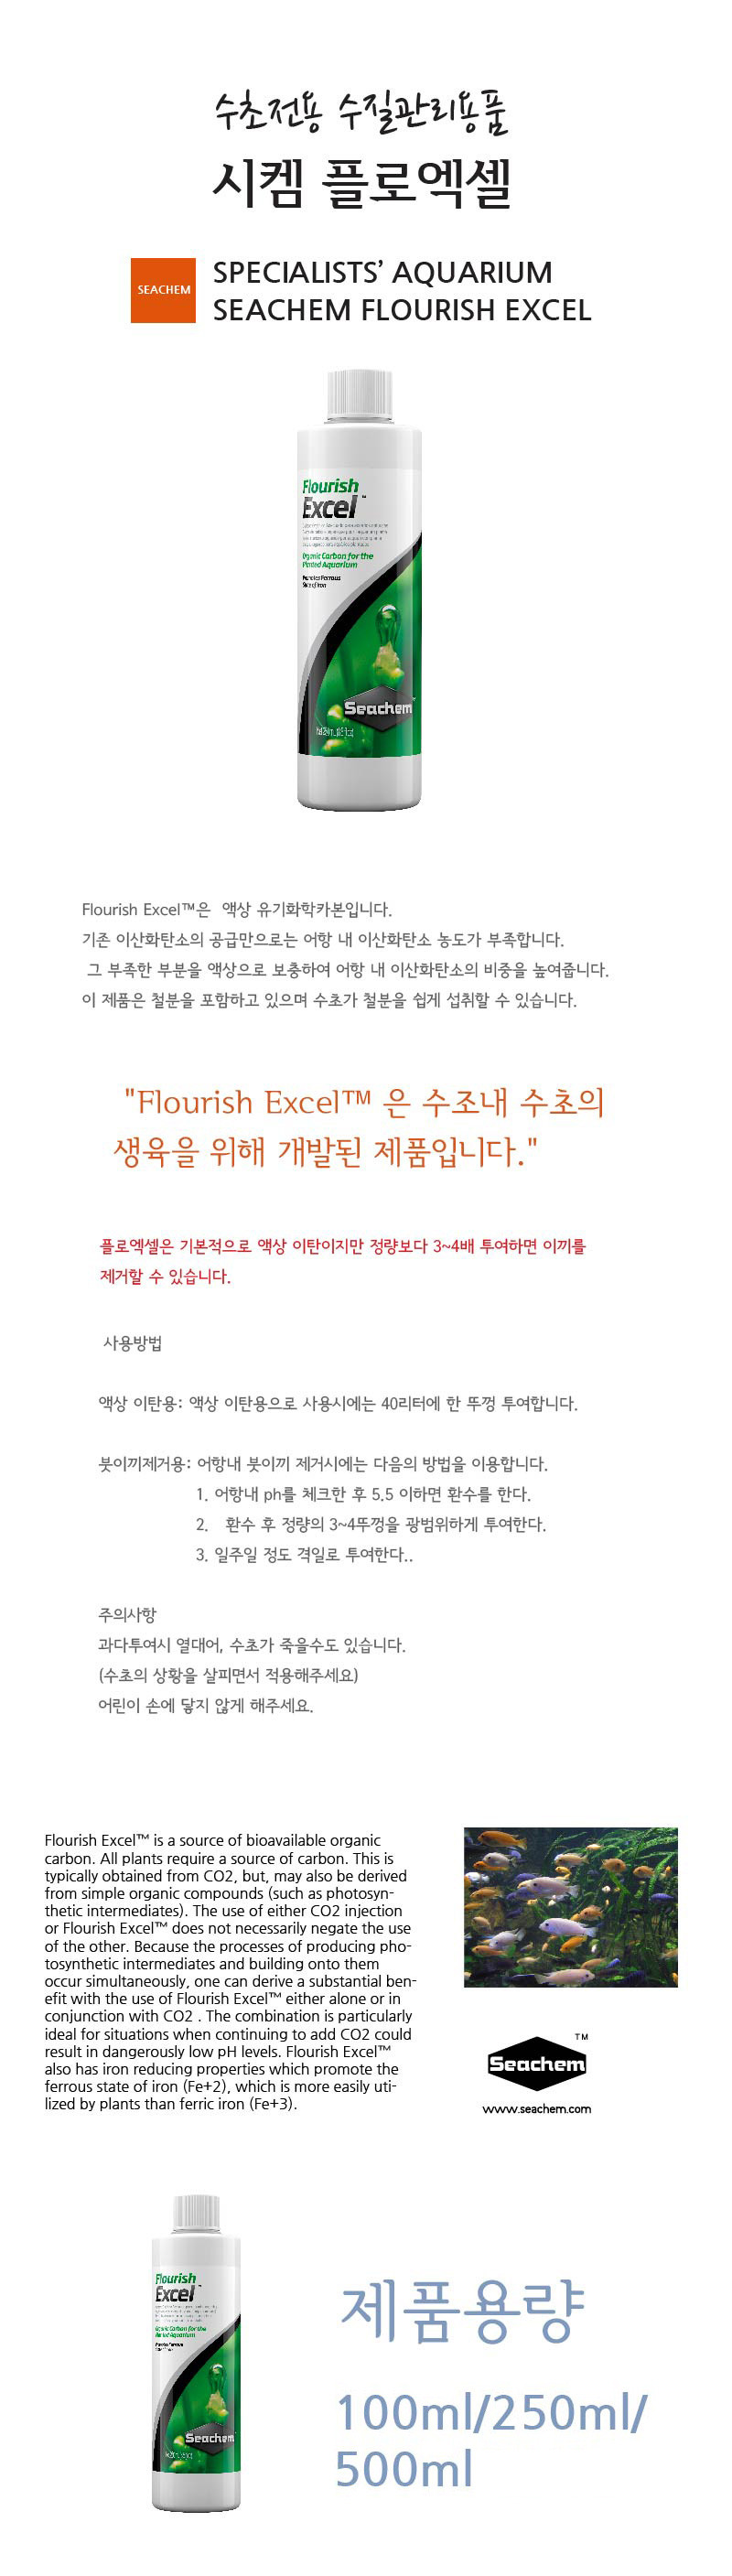 수초전용 수질관리용품
시켐 플로엑셀
SEACHEM
SPECIALISTS’ AQUARIUM
SEACHEM FLOURISH EXCEL
Flourish
Excel™
Organic Carbon for the
Planted Aquarium
Promotes Ferrous
State of Iron
Seachem
Flourish Excel™은 액상 유기화학카본입니다.
기존 이산화탄소의 공급만으로는 어항 내 이산화탄소 농도가 부족합니다.
그 부족한 부분을 액상으로 보충하여 어항 내 이산화탄소의 비중을 높여줍니다.
이 제품은 철분을 포함하고 있으며 수초가 철분을 쉽게 섭취할 수 있습니다.
"Flourish Excel™ 은 수조내 수초의
생육을 위해 개발된 제품입니다."
플로엑셀은 기본적으로 액상 이탄이지만 정량보다 3~4배 투여하면 이끼를
제거할 수 있습니다.
사용방법
액상 이탄용: 액상 이탄용으로 사용시에는 40리터에 한 뚜껑 투여합니다.
붓이끼제거용: 어항내 붓이끼 제거시에는 다음의 방법을 이용합니다.
1. 어항내 ph를 체크한 후 5.5 이하면 환수를 한다.
2. 환수 후 정량의 3~4뚜껑을 광범위하게 투여한다.
3. 일주일 정도 격일로 투여한다..
주의사항
과다투여시 열대어, 수초가 죽을수도 있습니다.
(수초의 상황을 살피면서 적용해주세요)
어린이 손에 닿지 않게 해주세요.
Flourish Excel™ is a source of bioavailable organic
carbon. All plants require a source of carbon. This is
typically obtained from CO2, but, may also be derived
from simple organic compounds (such as photosyn-
thetic intermediates). The use of either CO2 injection
or Flourish Excel™ does not necessarily negate the use
of the other. Because the processes of producing pho-
tosynthetic intermediates and building onto them
occur simultaneously, one can derive a substantial ben-
efit with the use of Flourish Excel™ either alone or in
conjunction with CO2 . The combination is particularly
ideal for situations when continuing to add CO2 could
result in dangerously low pH levels. Flourish Excel™
also has iron reducing properties which promote the
ferrous state of iron (Fe+2), which is more easily uti-
lized by plants than ferric iron (Fe+3).
Seachem™
www.seachem.com
Flourish
Excel™
Seachem
제품용량
100ml/250ml/
500ml